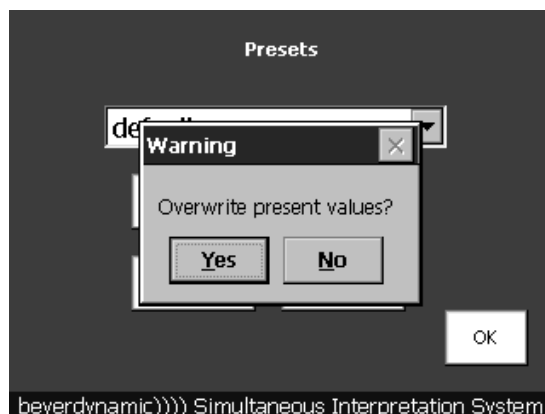 Presets
Warning
Overwrite present values?
Yes
No
OK
beyerdynamic)))) Simultaneous Interpretation System